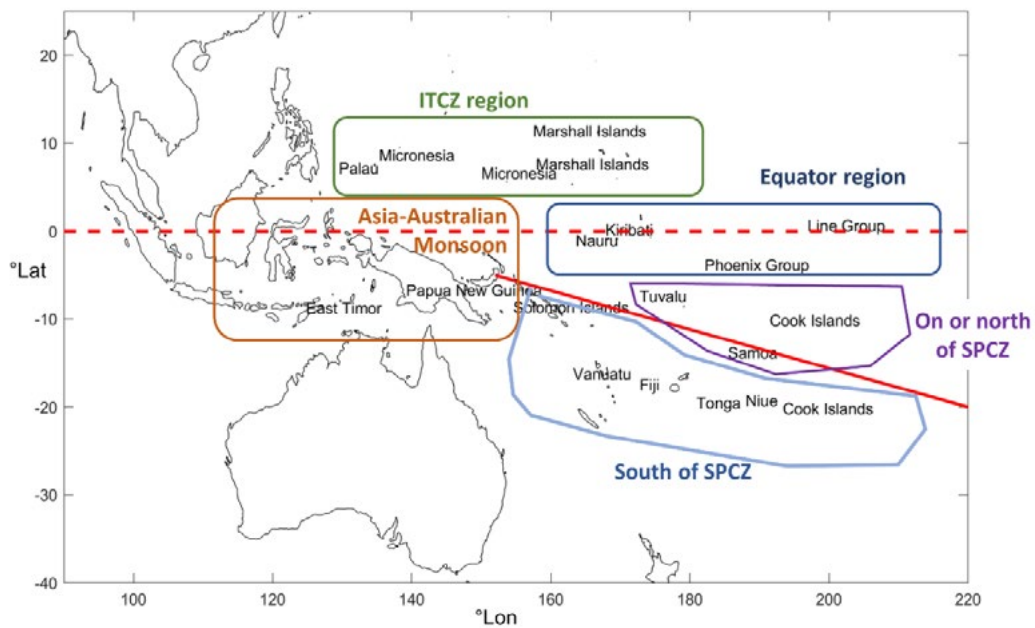 20
ITCZ region
Marshall Islands
10
Micronesia
Palau
Marshall Islands
Micronesia
Equator region
Asia-Australian
Monsoon
0
Kiribati
Line Group
Nauru
°Lat
Phoenix Group
Papua New Guinea
Tuvalu
East Timor
Solomon Islands
-10
Cook Islands
On or north
of SPCZ
Samoa
Vanuatu
Fiji
-20
Tonga
Niue
Cook Islands
South of SPCZ
-30
-40
100
120
140
160
180
200
220
°Lon